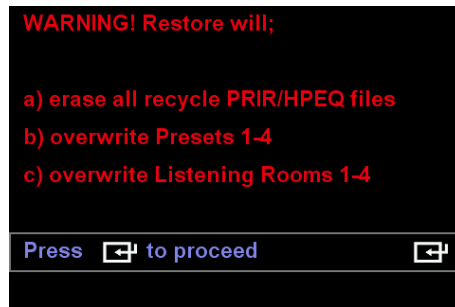 WARNING! Restore will;
a) erase all recycle PRIR/HPEQ files
b) overwrite Presets 1-4
c) overwrite Listening Rooms 1-4
Press to proceed